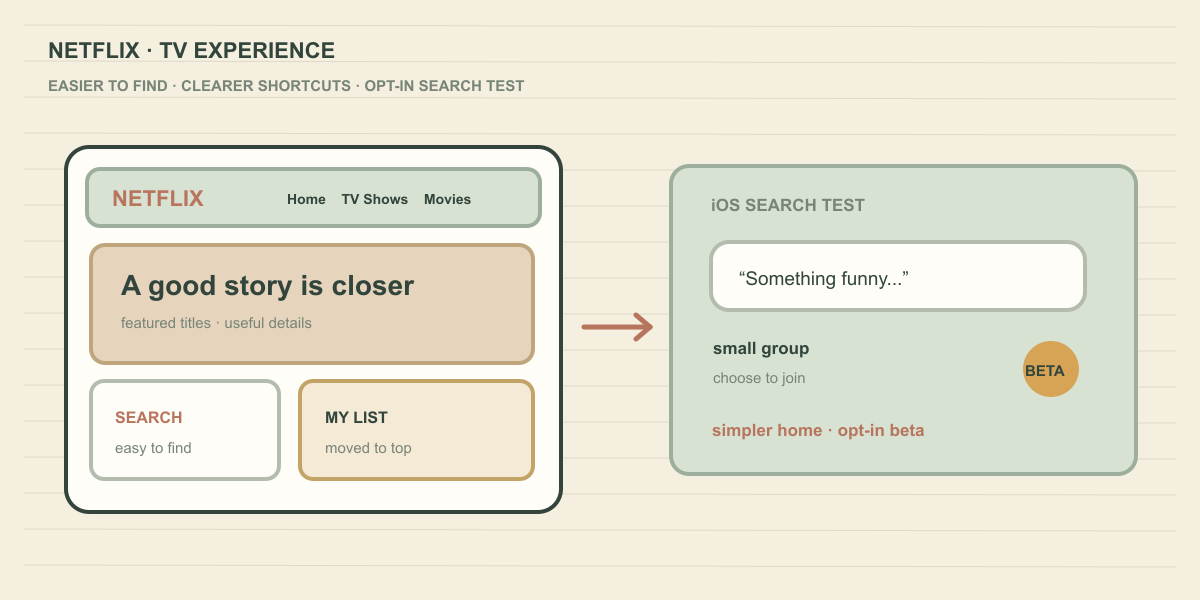 NETFLIX · TV EXPERIENCE
EASIER TO FIND · CLEARER SHORTCUTS · OPT-IN SEARCH TEST
NETFLIX
Home TV Shows Movies
A good story is closer
featured titles · useful details
SEARCH
easy to find
MY LIST
moved to top
iOS SEARCH TEST
“Something funny...”
small group
choose to join
BETA
simpler home · opt-in beta